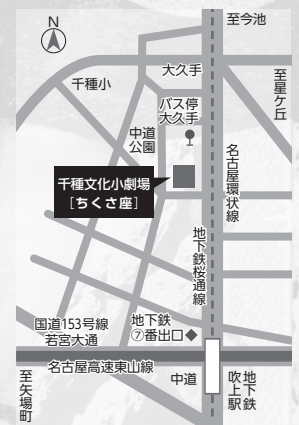 N
至今池
大久手
千種小
至星ケ丘
バス停
大久手
中道
公園
千種文化小劇場
［ちくさ座］
名古屋環状線
地下鉄桜通線
国道153号線
若宮大通
地下鉄
⑦番出口◆
名古屋高速東山線
至矢場町
中道
地下鉄
吹上駅